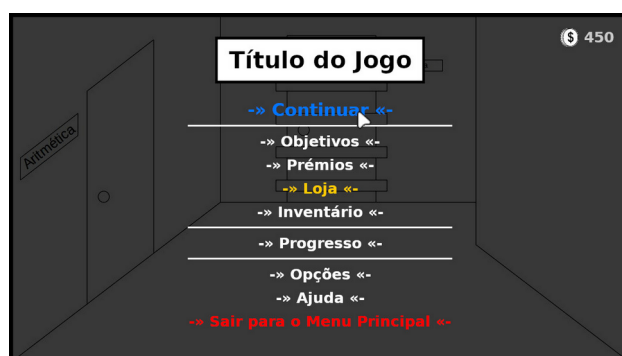 $ 450
Título do Jogo
-» Continuar «-
-» Objetivos «-
-» Prémios «-
-» Loja «-
-» Inventário «-
-» Progresso «-
-» Opções «-
-» Ajuda «-
-» Sair para o Menu Principal «-
Aritmética